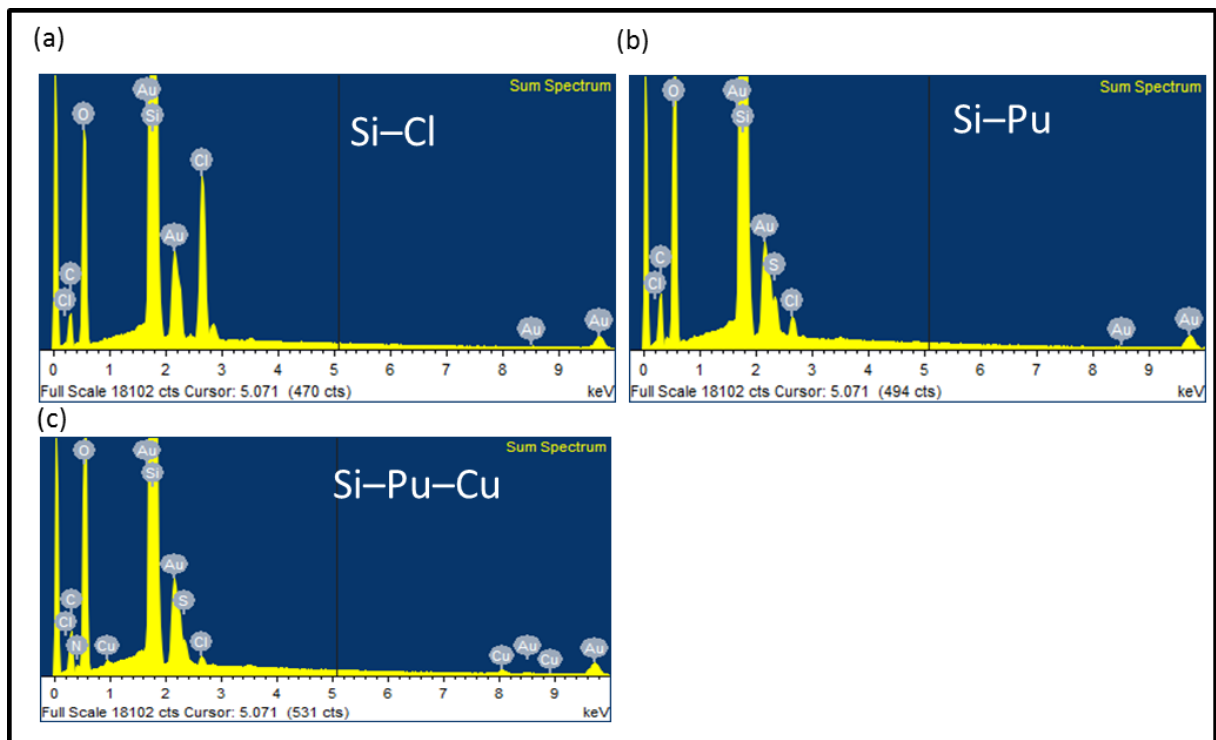 (a)
Sum Spectrum
Si–Cl
Au
O
Si
Cl
Au
C
Cl
Au
Au
0 1 2 3 4 5 6 7 8 9
Full Scale 18102 cts Cursor: 5.071 (470 cts) keV
(b)
Sum Spectrum
Si–Pu
O
Au
Si
Au
C
S
Cl
Cl
Au
Au
0 1 2 3 4 5 6 7 8 9
Full Scale 18102 cts Cursor: 5.071 (494 cts) keV
(c)
Sum Spectrum
Si–Pu–Cu
O
Au
Si
Au
C
S
Cl
N
Cu
Cl
Cu
Au
Cu
Au
0 1 2 3 4 5 6 7 8 9
Full Scale 18102 cts Cursor: 5.071 (531 cts) keV